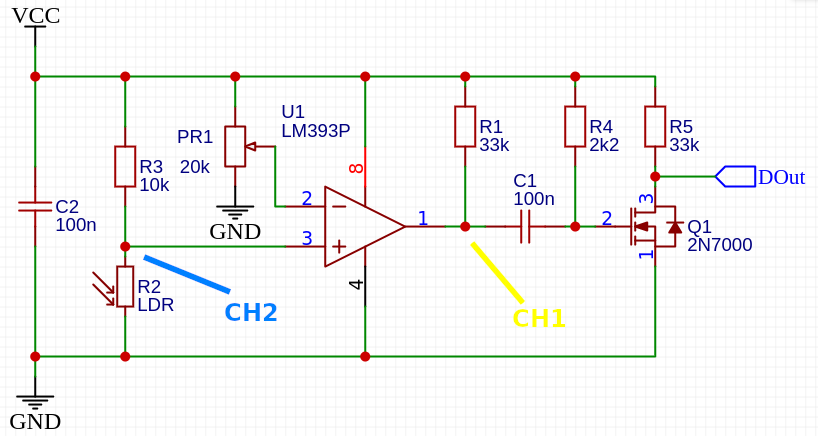 VCC
U1
LM393P
PR1
20k
R1
33k
R4
2k2
R5
33k
R3
10k
8
C1
100n
DOut
2
1
2
3
C2
100n
GND
3
Q1
2N7000
1
4
R2
LDR
CH2
CH1
GND